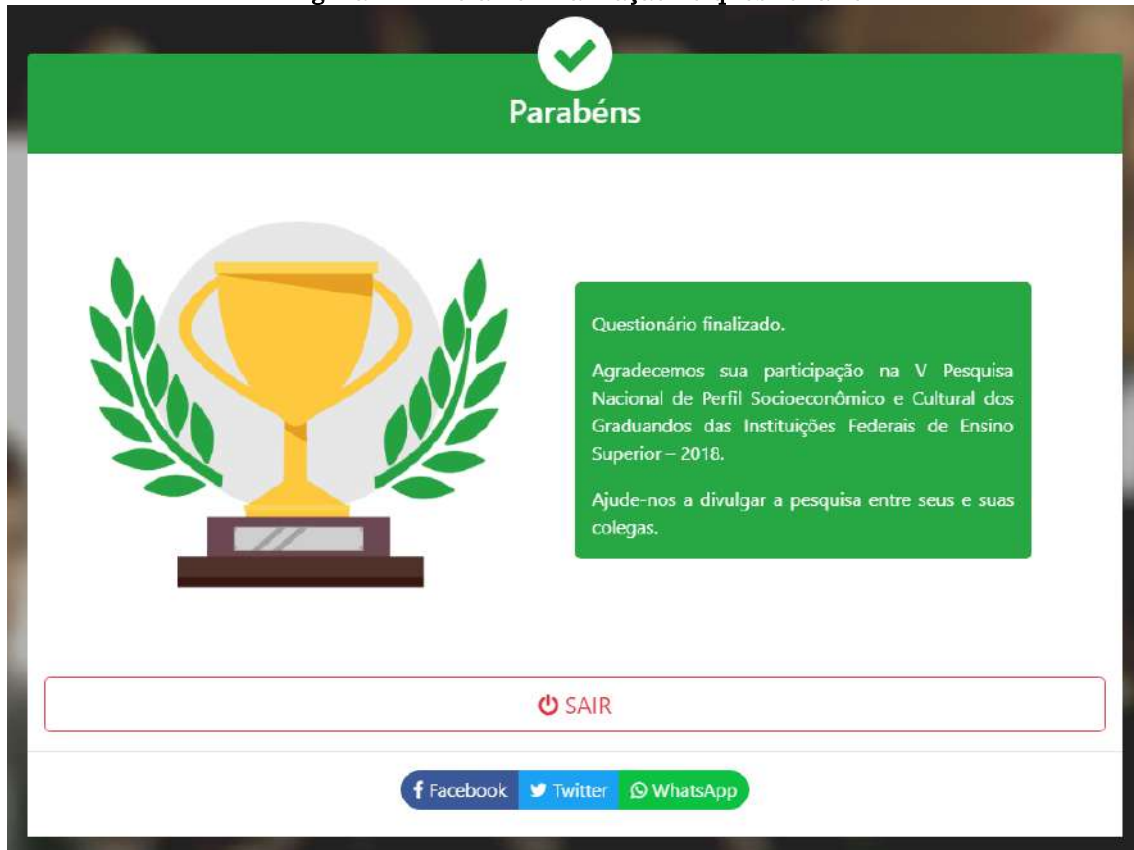 Parabéns
Questionário finalizado.
Agradecemos sua participação na V Pesquisa
Nacional de Perfil Socioeconômico e Cultural dos
Graduandos das Instituições Federais de Ensino
Superior – 2018.
Ajude-nos a divulgar a pesquisa entre seus e suas
colegas.
SAIR
Facebook Twitter WhatsApp